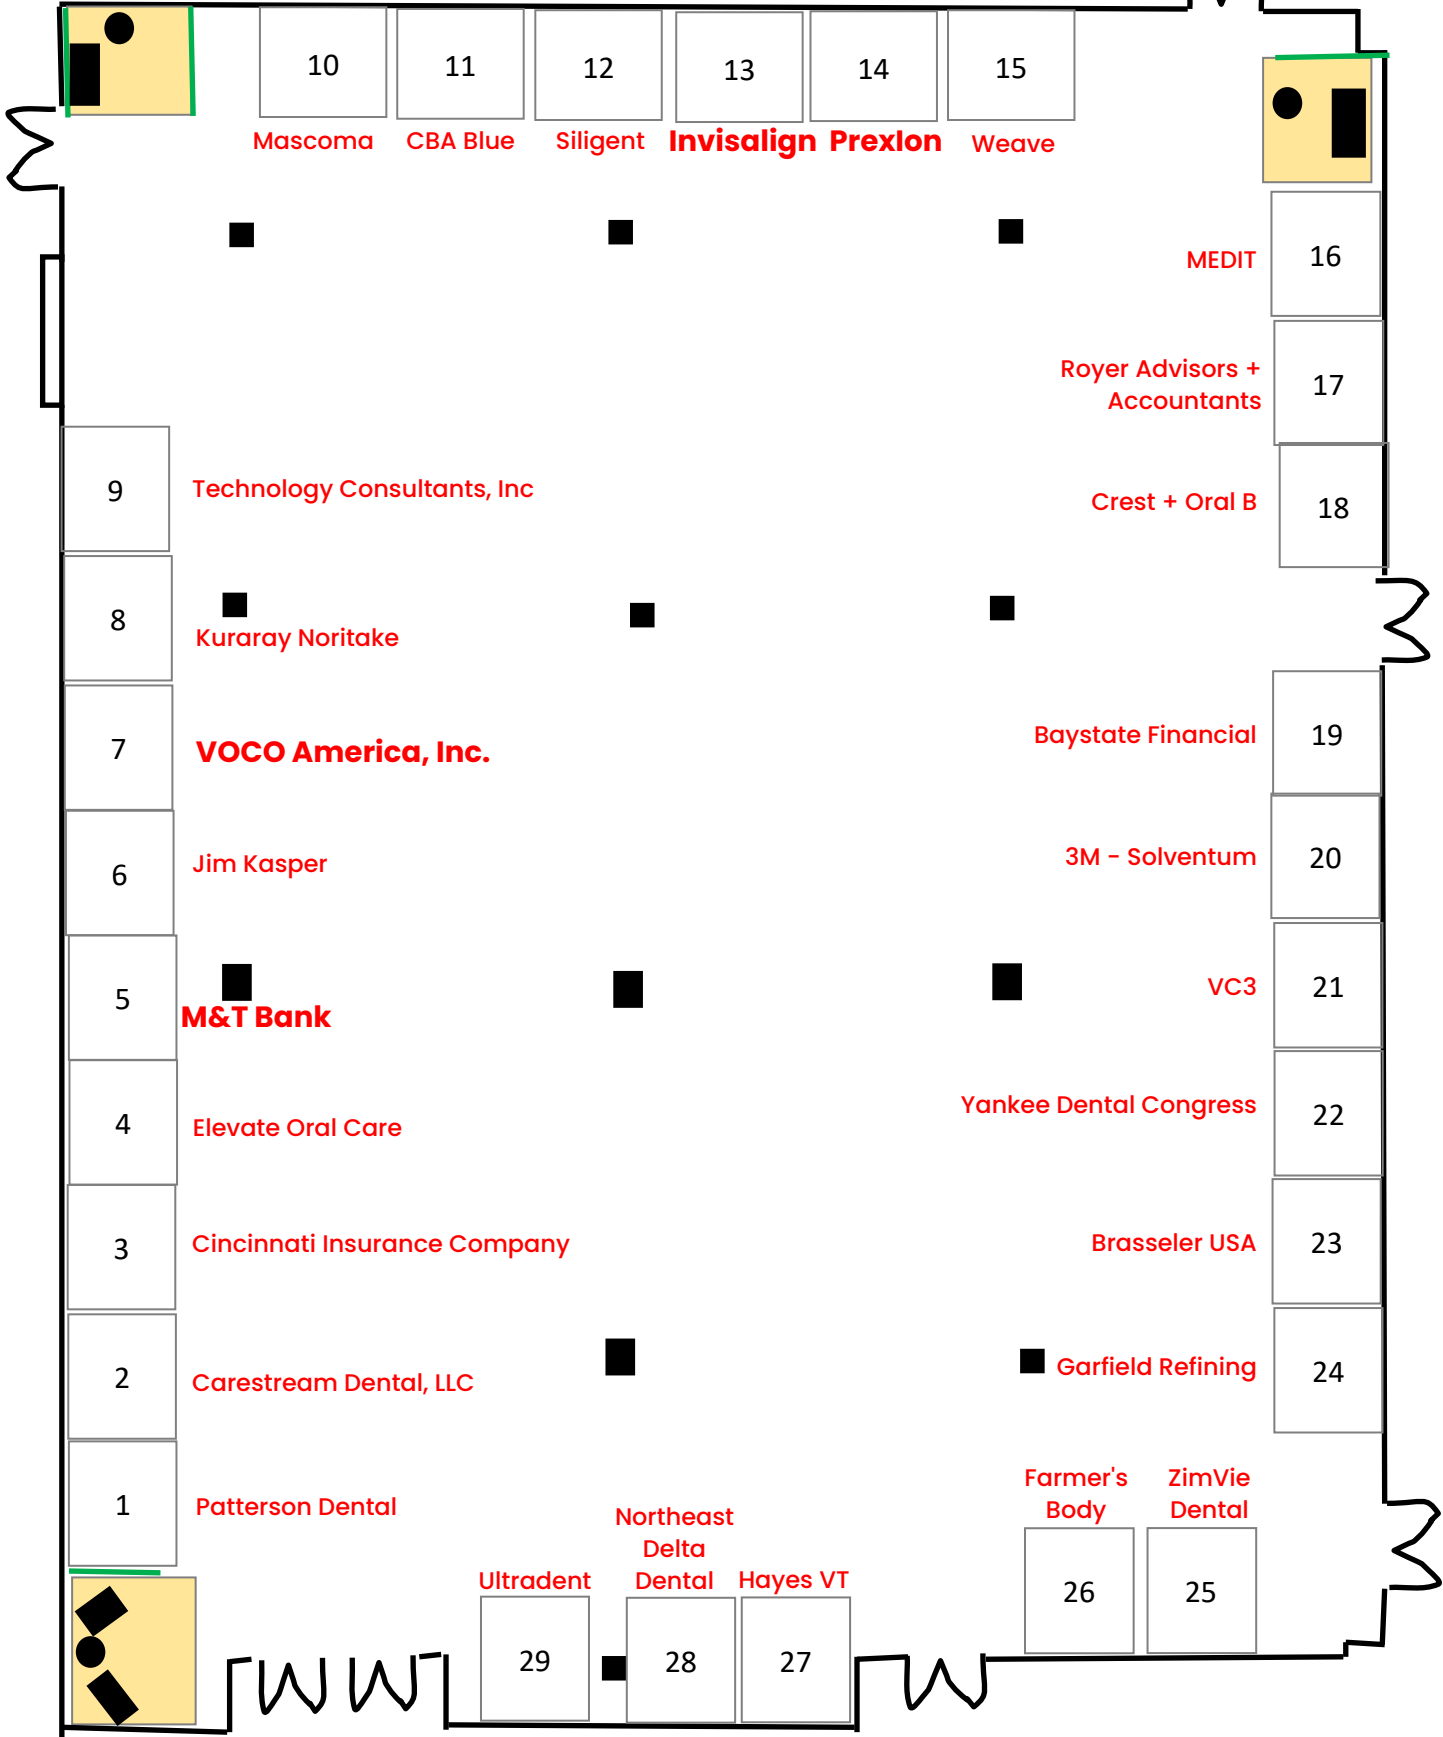 10
11
12
13
14
15
Mascoma
CBA Blue
Siligent
Invisalign
PrexIon
Weave
MEDIT
16
Royer Advisors +
Accountants
17
9
Technology Consultants, Inc
Crest + Oral B
18
8
Kuraray Noritake
7
VOCO America, Inc.
Baystate Financial
19
6
Jim Kasper
3M - Solventum
20
5
M&T Bank
VC3
21
4
Elevate Oral Care
Yankee Dental Congress
22
3
Cincinnati Insurance Company
Brasseler USA
23
2
Carestream Dental, LLC
Garfield Refining
24
1
Patterson Dental
Farmer's
Body
ZimVie
Dental
26
25
Ultradent
Northeast
Delta
Dental
Hayes VT
29
28
27